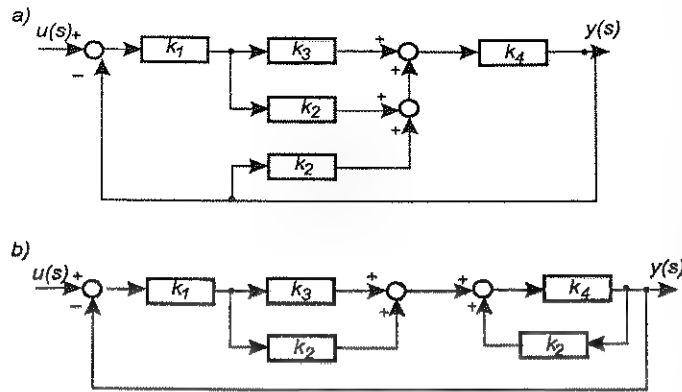 a)
u(s) + k1 k3 + + k4 y(s)
−
+ k2 +
+
k2
b)
u(s) + k1 k3 + + k4 y(s)
−
k2 + + k2